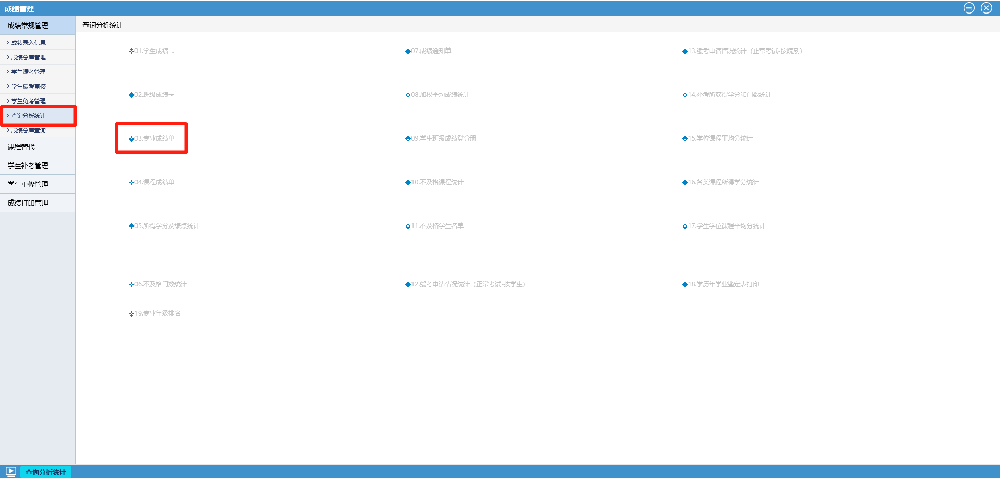 成绩管理
成绩常规管理
成绩录入信息
成绩总库管理
学生缓考管理
学生缓考审核
学生免考管理
查询分析统计
成绩总库查询
课程替代
学生补考管理
学生重修管理
成绩打印管理
查询分析统计
01.学生成绩卡
07.成绩通知单
13.缓考申请情况统计（正常考试-按院系）
02.班级成绩卡
08.加权平均成绩统计
14.补考所获得学分和门数统计
03.专业成绩单
09.学生班级成绩登分册
15.学位课程平均分统计
04.课程成绩单
10.不及格课程统计
16.各类课程所得学分统计
05.所得学分及绩点统计
11.不及格学生名单
17.学生学位课程平均分统计
06.不及格门数统计
12.缓考申请情况统计（正常考试-按学生）
18.学历年学业鉴定表打印
19.专业年级排名
查询分析统计